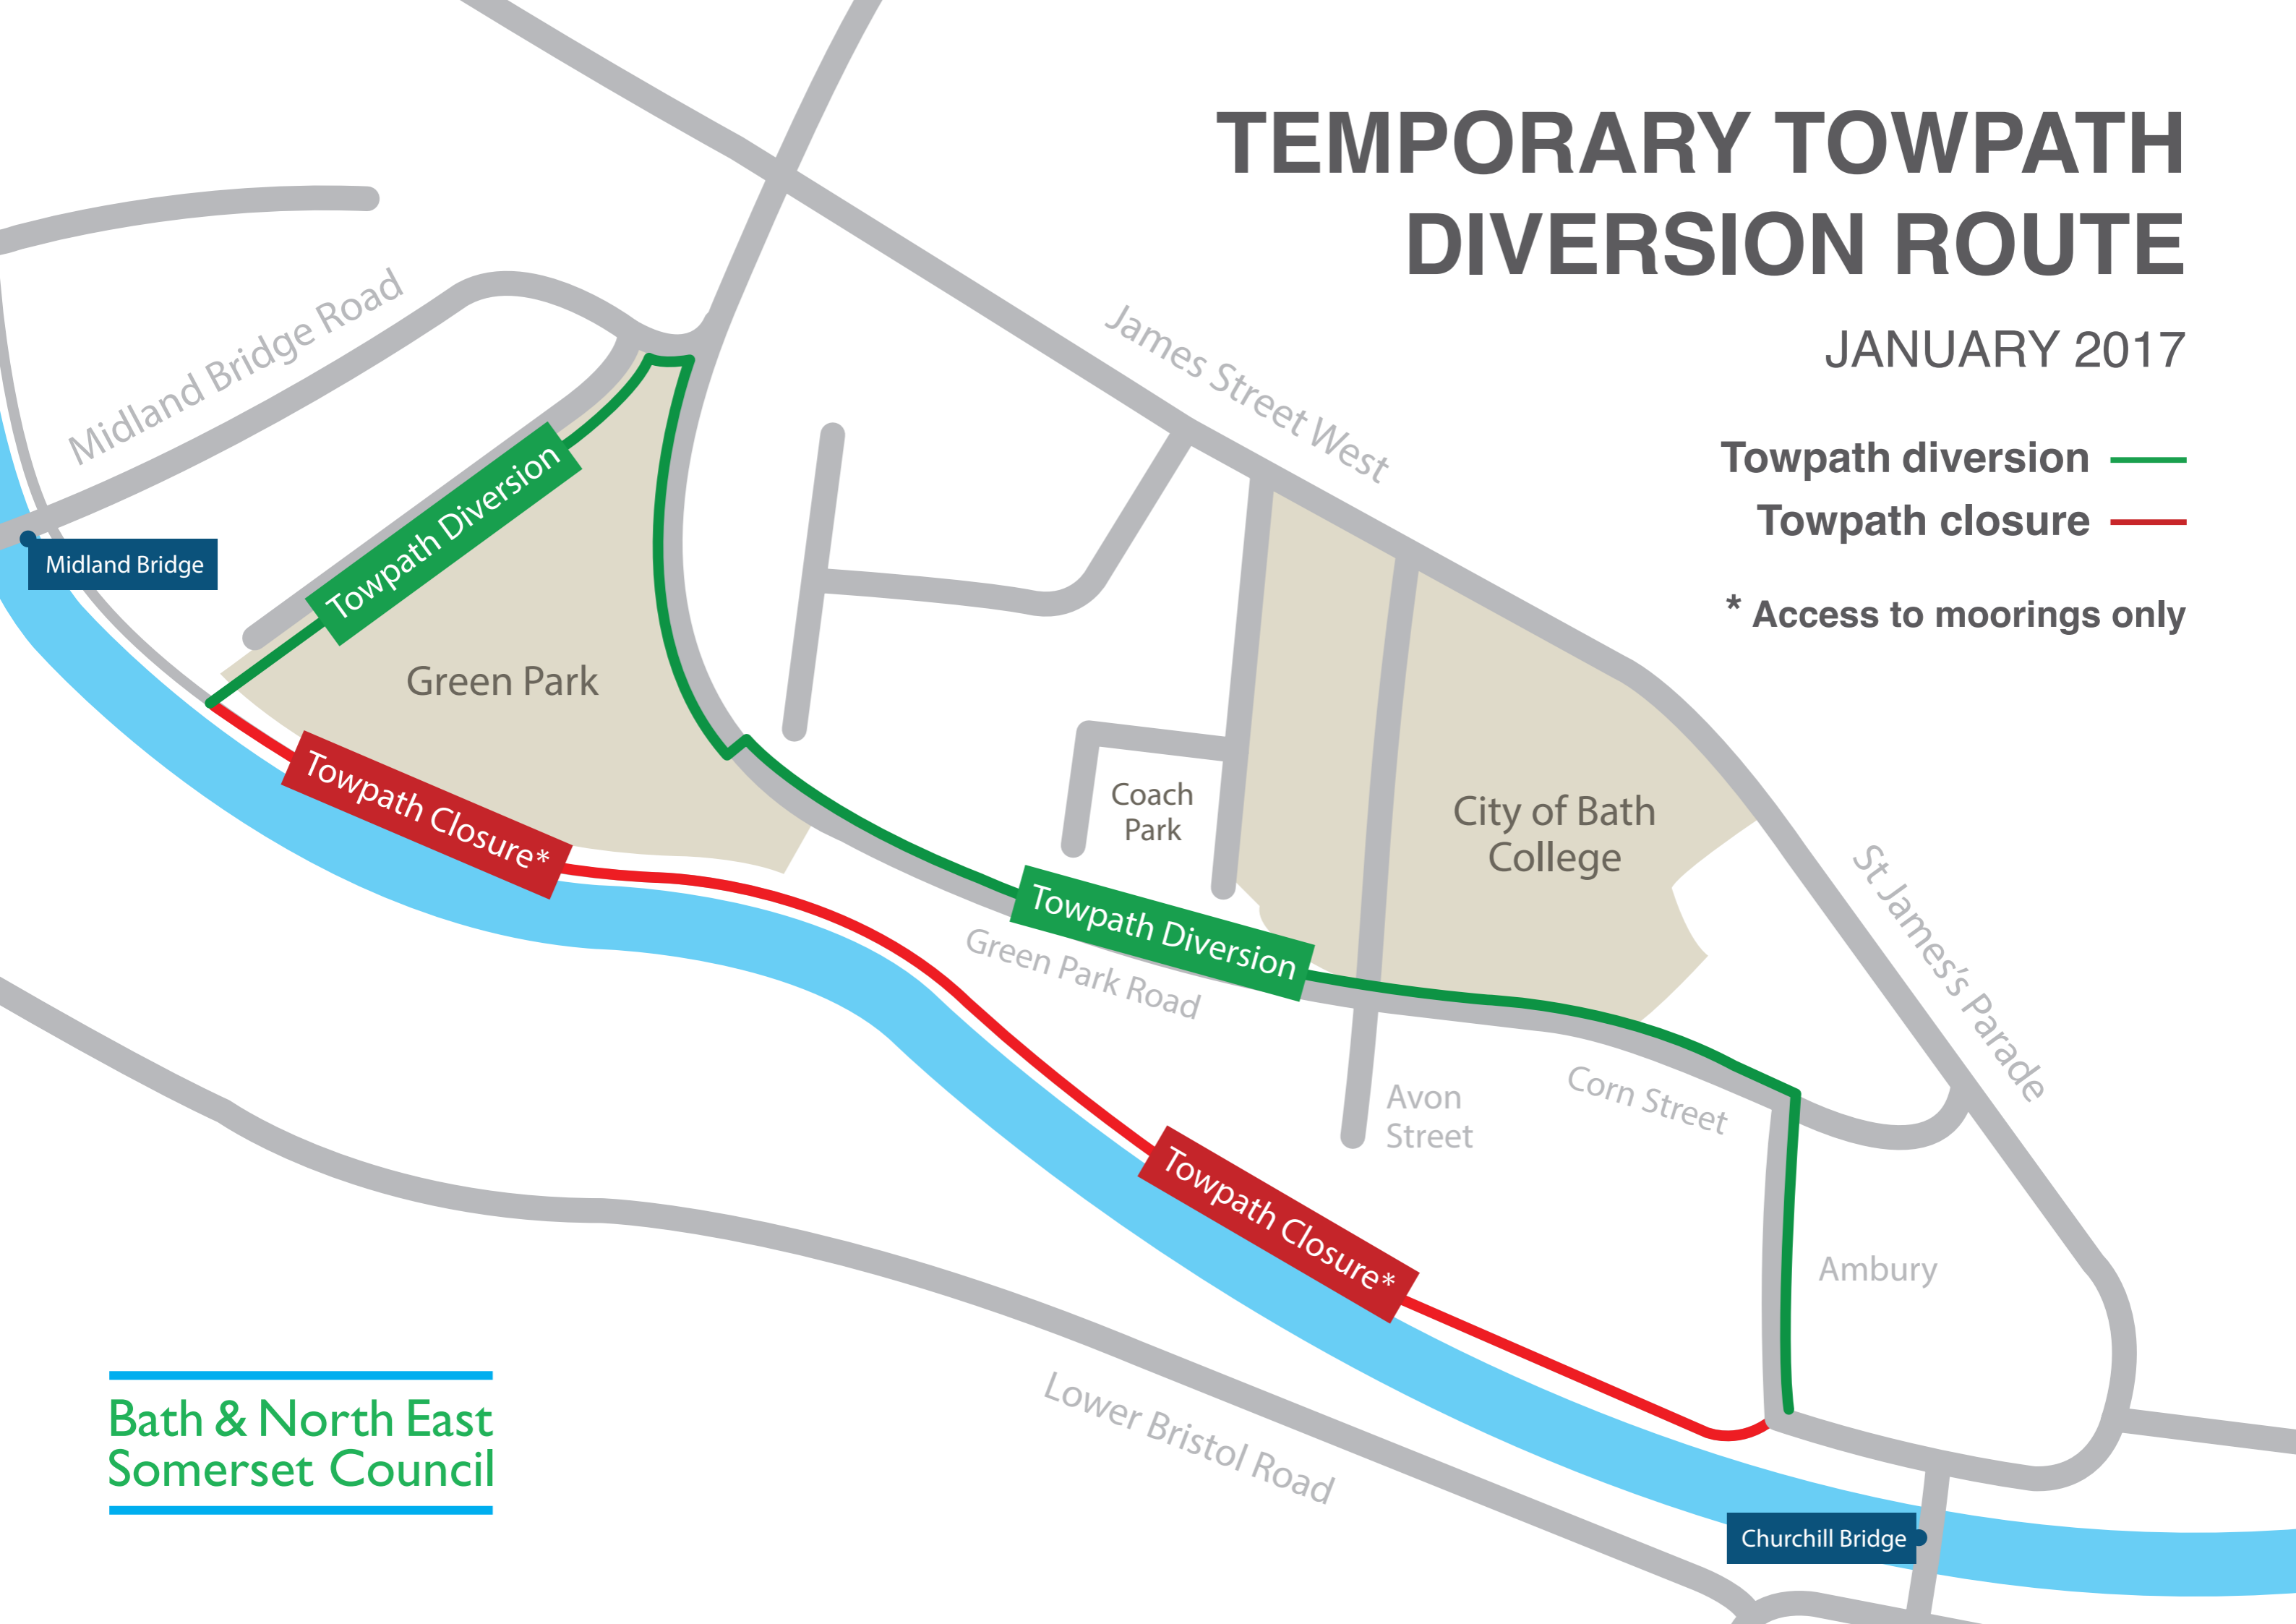 TEMPORARY TOWPATH
DIVERSION ROUTE
JANUARY 2017
Towpath diversion
Towpath closure
* Access to moorings only
Midland Bridge Road
James Street West
Midland Bridge
Towpath Diversion
Green Park
Towpath Closure*
Coach
Park
City of Bath
College
St James's Parade
Towpath Diversion
Green Park Road
Avon
Street
Corn Street
Towpath Closure*
Ambury
Lower Bristol Road
Churchill Bridge
Bath & North East
Somerset Council